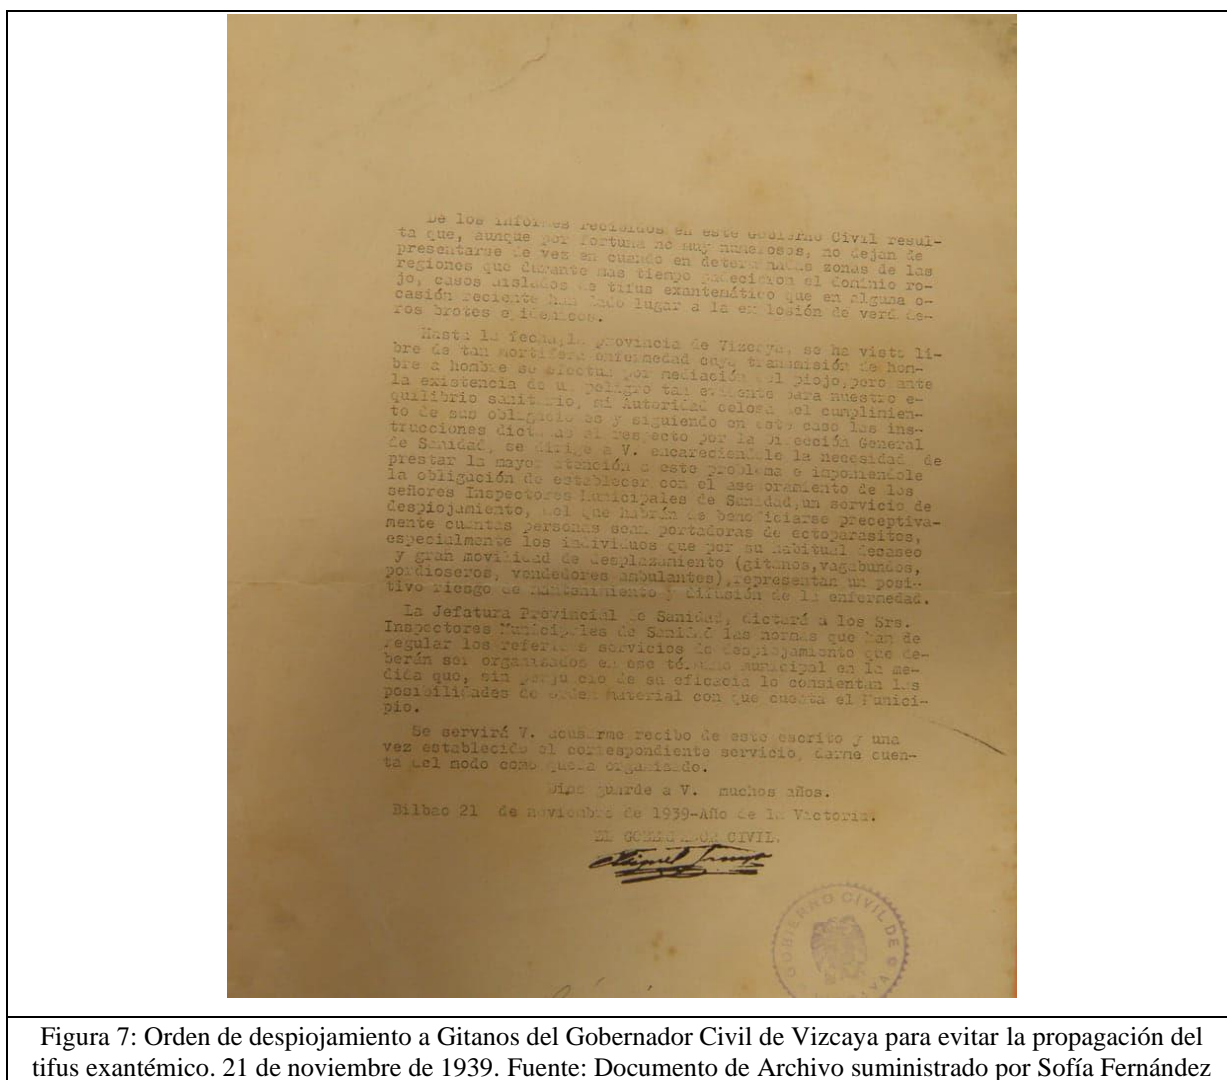 De los informes recibidos en este Gobierno Civil resul-
ta que, aunque por fortuna no muy numerosos, no dejan de
presentarse de vez en cuando en determinadas zonas de las
regiones que durante mas tiempo padecieron el dominio ro-
jo, casos aislados de tifus exantemático que en alguna o-
casión reciente han dado lugar a la explosión de verdade-
ros brotes epidemicos.
Hasta la fecha, la provincia de Vizcaya, se ha visto li-
bre de tan mortifera enfermedad cuya transmisión de hom-
bre a hombre se efectua por mediación del piojo,pero ante
la existencia de un peligro tan evidente para nuestro e-
quilibrio sanitario, mi Autoridad celosa del cumplimien-
to de sus obligaciones y siguiendo en este caso las ins-
trucciones dictadas al respecto por la Dirección General
de Sanidad, se dirige a V. encareciendole la necesidad de
prestar la mayor atención a este problema e imponiendole
la obligación de establecer con el asesoramiento de los
señores Inspectores Municipales de Sanidad,un servicio de
despiojamiento, del que habrán de beneficiarse preceptiva-
mente cuantas personas sean portadoras de ectoparasitos,
especialmente los individuos que por su habitual desaseo
y gran movilidad de desplazamiento (gitanos,vagabundos,
pordioseros, vendedores ambulantes),representan un posi-
tivo riesgo de mantenimiento y difusión de la enfermedad.
La Jefatura Provincial de Sanidad, dictará a los Srs.
Inspectores Municipales de Sanidad las normas que han de
regular los referidos servicios de despiojamiento que de-
berán ser organizados en ese término municipal en la me-
dida que, sin perjuicio de su eficacia lo consientan las
posibilidades de orden material con que cuenta el Munici-
pio.
Se servirá V. acusarme recibo de este escrito y una
vez establecido el correspondiente servicio, darme cuen-
ta del modo como queda organizado.
Dios guarde a V. muchos años.
Bilbao 21 de noviembre de 1939-Año de la Victoria.
EL GOBERNADOR CIVIL.
Miguel
GOBIERNO CIVIL DE
Figura 7: Orden de despiojamiento a Gitanos del Gobernador Civil de Vizcaya para evitar la propagación del
tifus exantémico. 21 de noviembre de 1939. Fuente: Documento de Archivo suministrado por Sofía Fernández